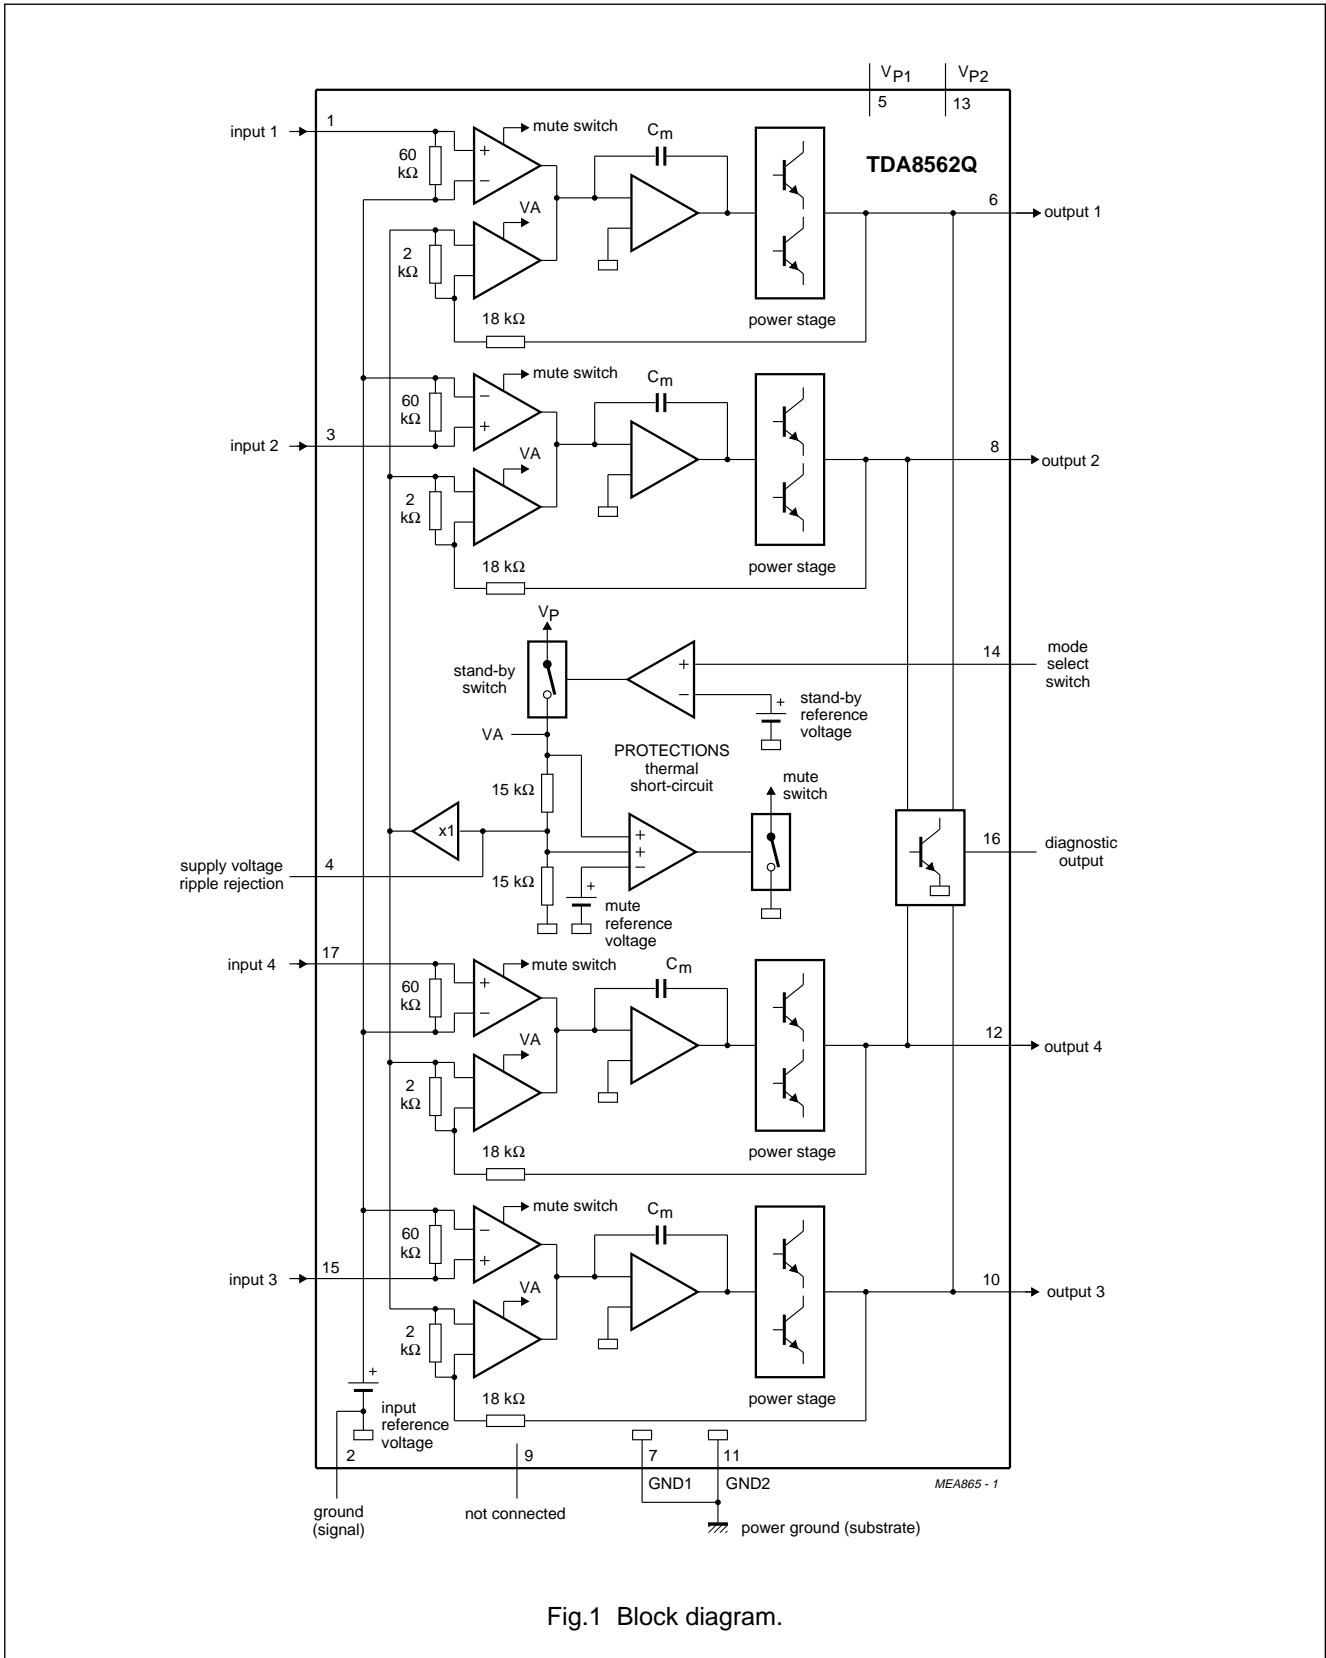 VP1
VP2
5
13
TDA8562Q
input 1
1
60
kΩ
+
−
mute switch
Cm
VA
2
kΩ
18 kΩ
power stage
6
output 1
mute switch
Cm
60
kΩ
−
+
input 2
3
VA
2
kΩ
18 kΩ
power stage
8
output 2
VP
stand-by
switch
+
−
14
mode
select
switch
+
stand-by
reference
voltage
VA
PROTECTIONS
thermal
short-circuit
15 kΩ
mute
switch
x1
+
+
−
supply voltage
ripple rejection
4
15 kΩ
+
mute
reference
voltage
16
diagnostic
output
input 4
17
60
kΩ
+
−
mute switch
Cm
VA
2
kΩ
18 kΩ
power stage
12
output 4
mute switch
Cm
60
kΩ
−
+
input 3
15
VA
2
kΩ
18 kΩ
power stage
10
output 3
+
input
reference
voltage
2
9
7
11
GND1
GND2
MEA865 - 1
ground
(signal)
not connected
power ground (substrate)
Fig.1 Block diagram.